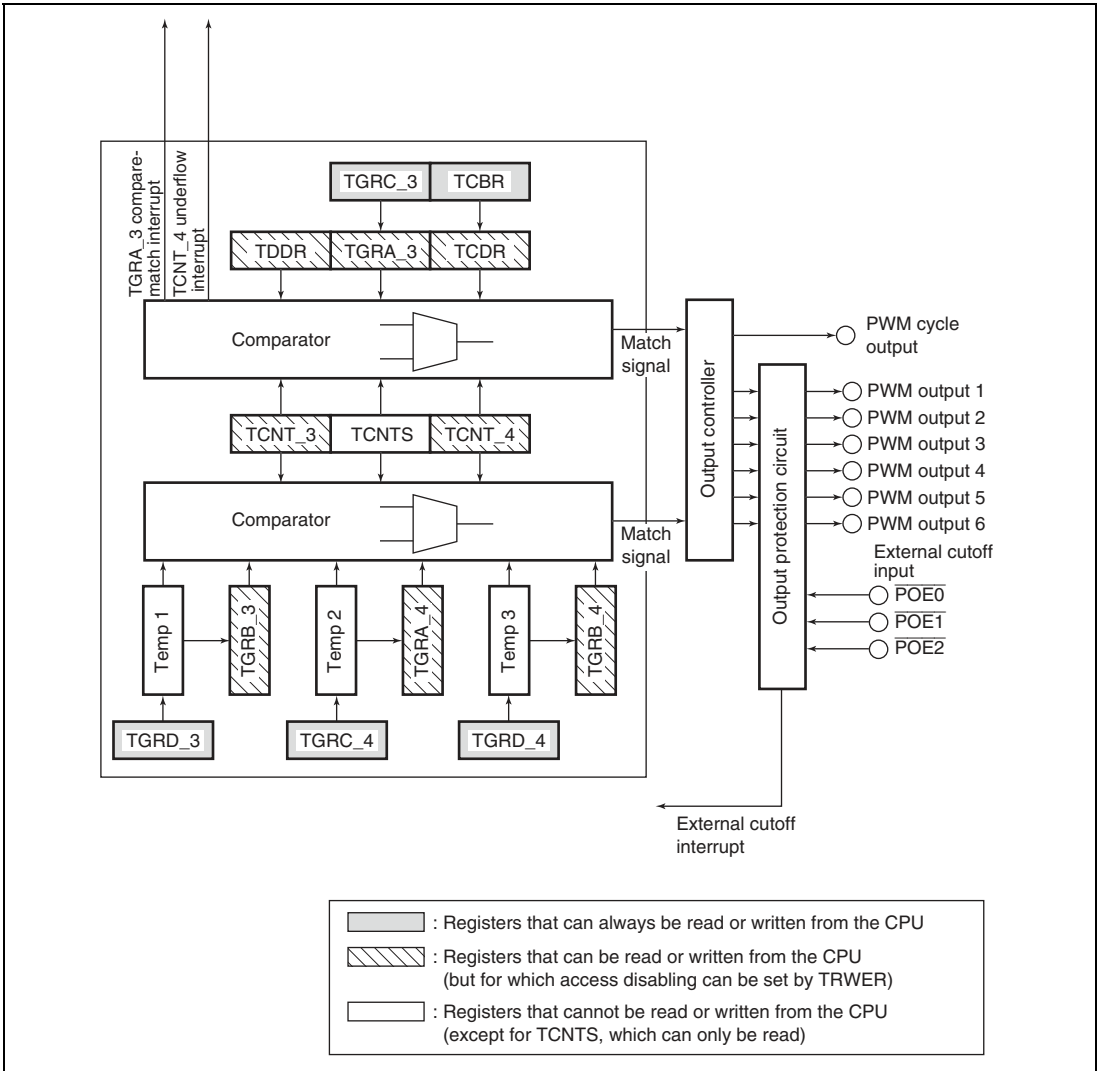 TGRA_3 compare-
match interrupt
TCNT_4 underflow
interrupt
TGRC_3
TCBR
TDDR
TGRA_3
TCDR
Comparator
Match
signal
TCNT_3
TCNTS
TCNT_4
Comparator
Match
signal
Temp 1
TGRB_3
Temp 2
TGRA_4
Temp 3
TGRB_4
TGRD_3
TGRC_4
TGRD_4
Output controller
Output protection circuit
PWM cycle
output
PWM output 1
PWM output 2
PWM output 3
PWM output 4
PWM output 5
PWM output 6
External cutoff
input
POE0
POE1
POE2
External cutoff
interrupt
: Registers that can always be read or written from the CPU
: Registers that can be read or written from the CPU
(but for which access disabling can be set by TRWER)
: Registers that cannot be read or written from the CPU
(except for TCNTS, which can only be read)